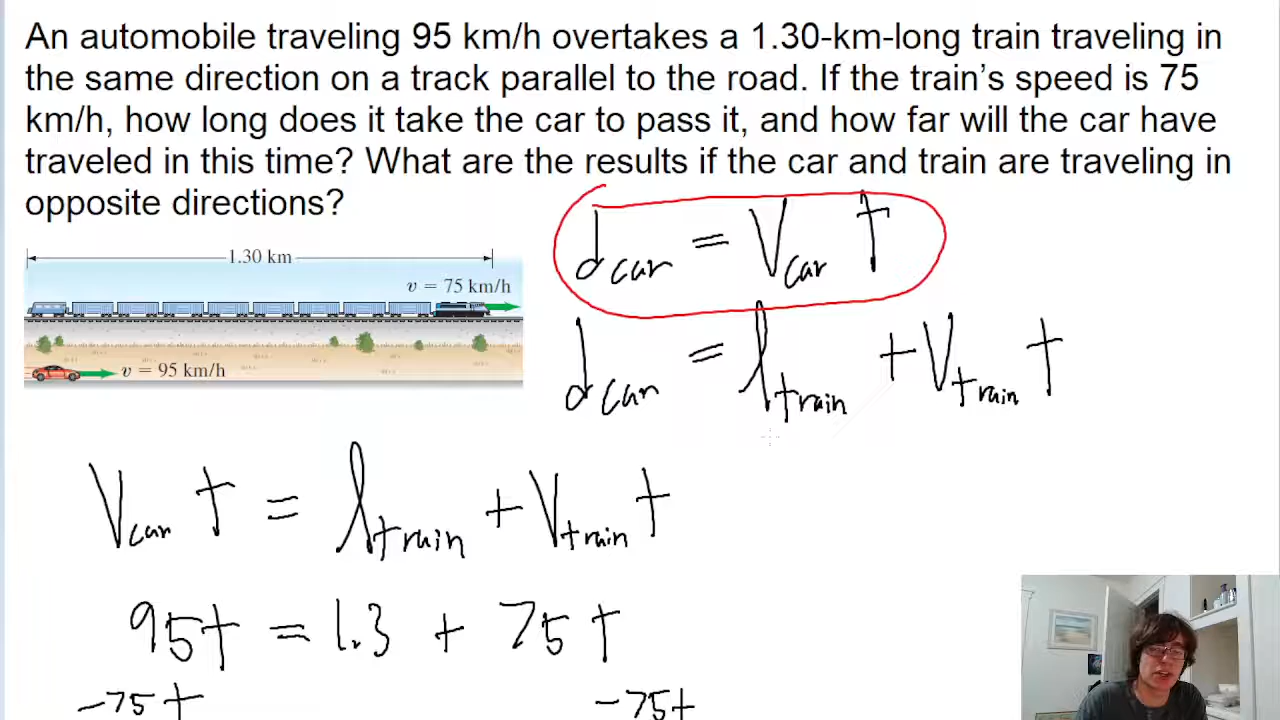 An automobile traveling 95 km/h overtakes a 1.30-km-long train traveling in
the same direction on a track parallel to the road. If the train's speed is 75
km/h, how long does it take the car to pass it, and how far will the car have
traveled in this time? What are the results if the car and train are traveling in
opposite directions?
d car = V car t
1.30 km
v = 75 km/h
v = 95 km/h
d car = l train + V train t
V car t = l train + V train t
95t = 1.3 + 75t
-75t -75t